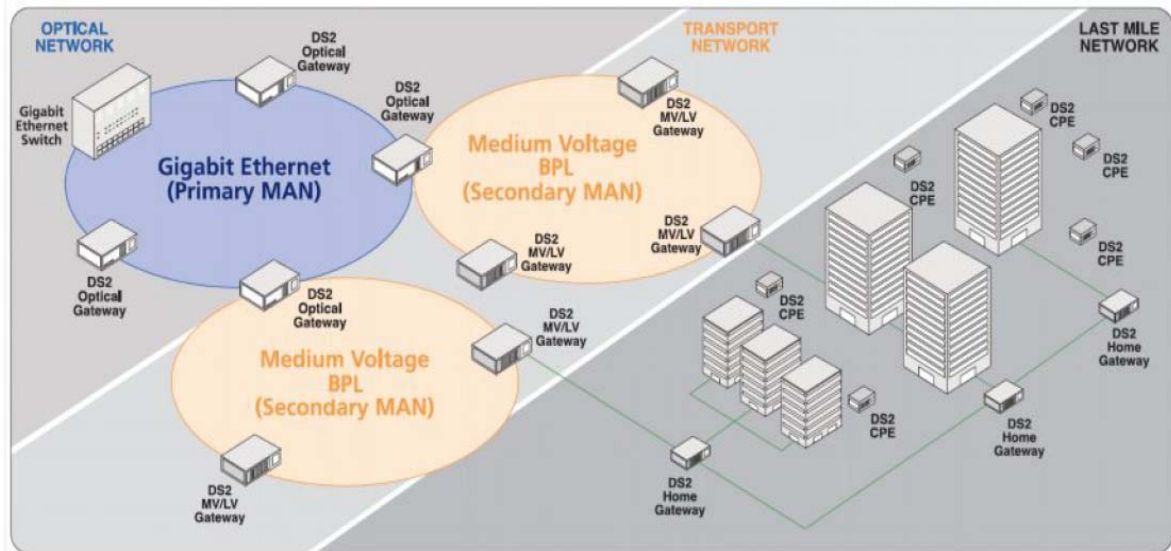 OPTICAL
NETWORK
TRANSPORT
NETWORK
LAST MILE
NETWORK
DS2
Optical
Gateway
DS2
Optical
Gateway
Gigabit
Ethernet
Switch
Gigabit Ethernet
(Primary MAN)
DS2
Optical
Gateway
DS2
Optical
Gateway
Medium Voltage
BPL
(Secondary MAN)
DS2
MV/LV
Gateway
DS2
MV/LV
Gateway
DS2
MV/LV
Gateway
Medium Voltage
BPL
(Secondary MAN)
DS2
MV/LV
Gateway
DS2
MV/LV
Gateway
DS2
CPE
DS2
CPE
DS2
CPE
DS2
CPE
DS2
CPE
DS2
CPE
DS2
Home
Gateway
DS2
Home
Gateway
DS2
Home
Gateway